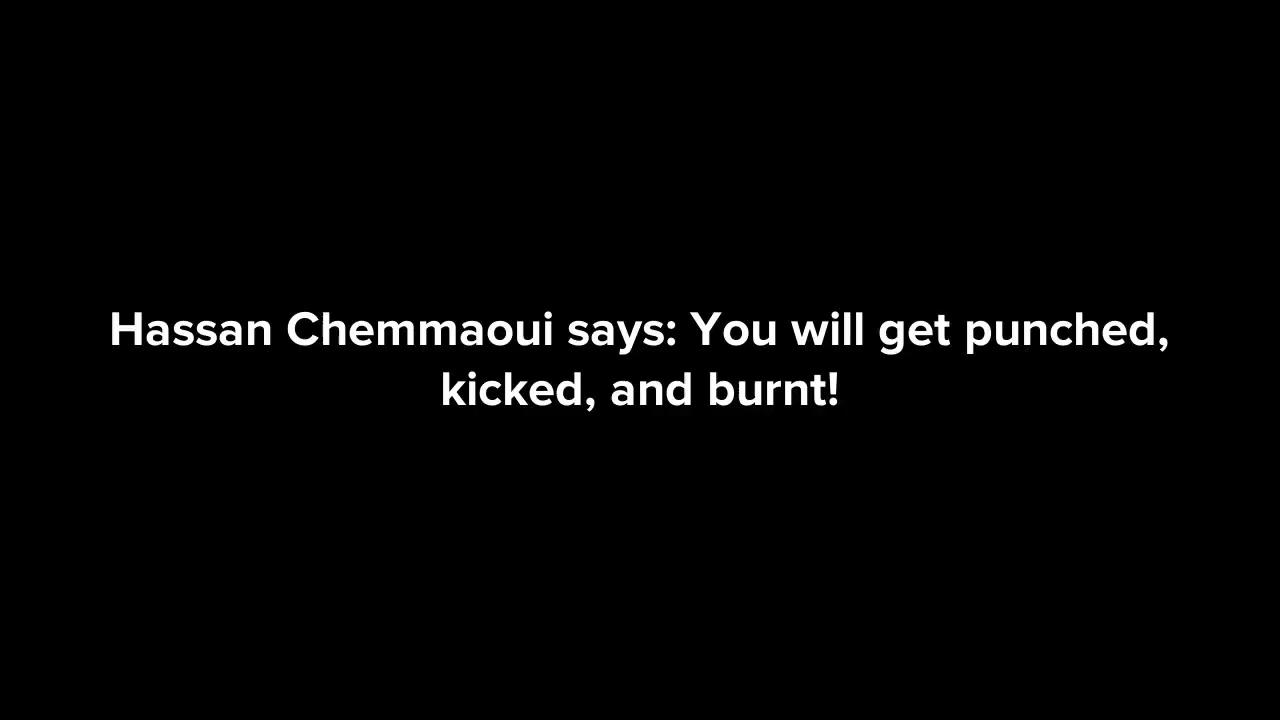 Hassan Chemmaoui says: You will get punched,
kicked, and burnt!